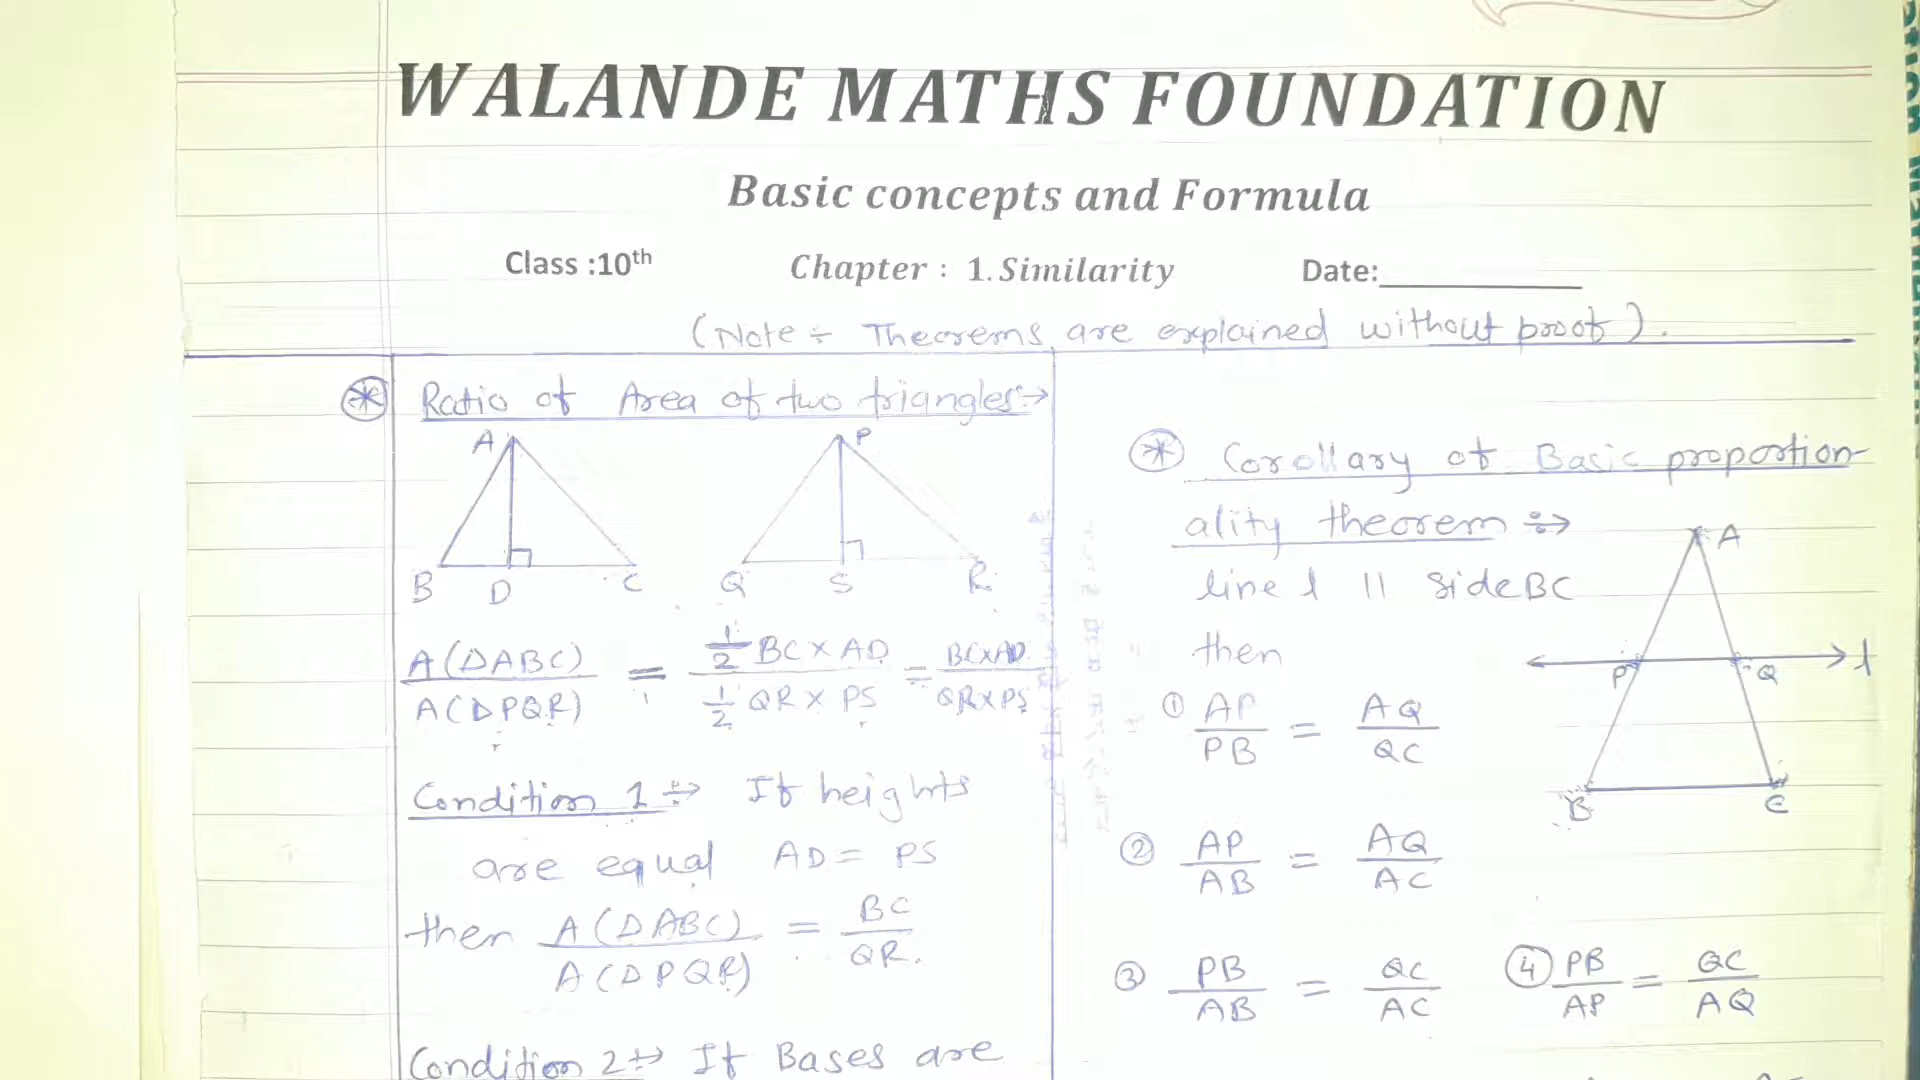 WALANDE MATHS FOUNDATION
Basic concepts and Formula
Class :10th Chapter : 1. Similarity Date:
(Note ÷ Theorems are explained without proof).
* Ratio of Area of two triangles :→
A P
B D C Q S R
A(ΔABC) / A(ΔPQR) = 1/2 BC × AD / 1/2 QR × PS = BC×AD / QR×PS
Condition 1 ÷→ If heights
are equal AD = PS
then A(ΔABC) / A(ΔPQR) = BC / QR.
Condition 2 ÷→ If Bases are
* Corollary of Basic proportion-
ality theorem ÷→
line l || side BC
then
① AP / PB = AQ / QC
② AP / AB = AQ / AC
③ PB / AB = QC / AC ④ PB / AP = QC / AQ
A
P Q l
B C